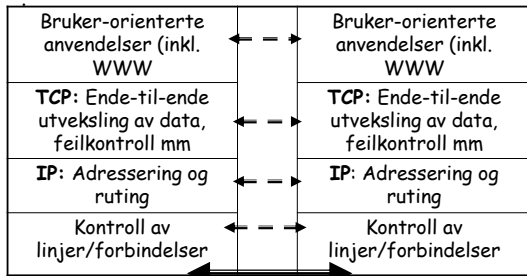 Bruker-orienterte
anvendelser (inkl.
WWW
TCP: Ende-til-ende
utveksling av data,
feilkontroll mm
IP: Adressering og
ruting
Kontroll av
linjer/forbindelser
Bruker-orienterte
anvendelser (inkl.
WWW
TCP: Ende-til-ende
utveksling av data,
feilkontroll mm
IP: Adressering og
ruting
Kontroll av
linjer/forbindelser